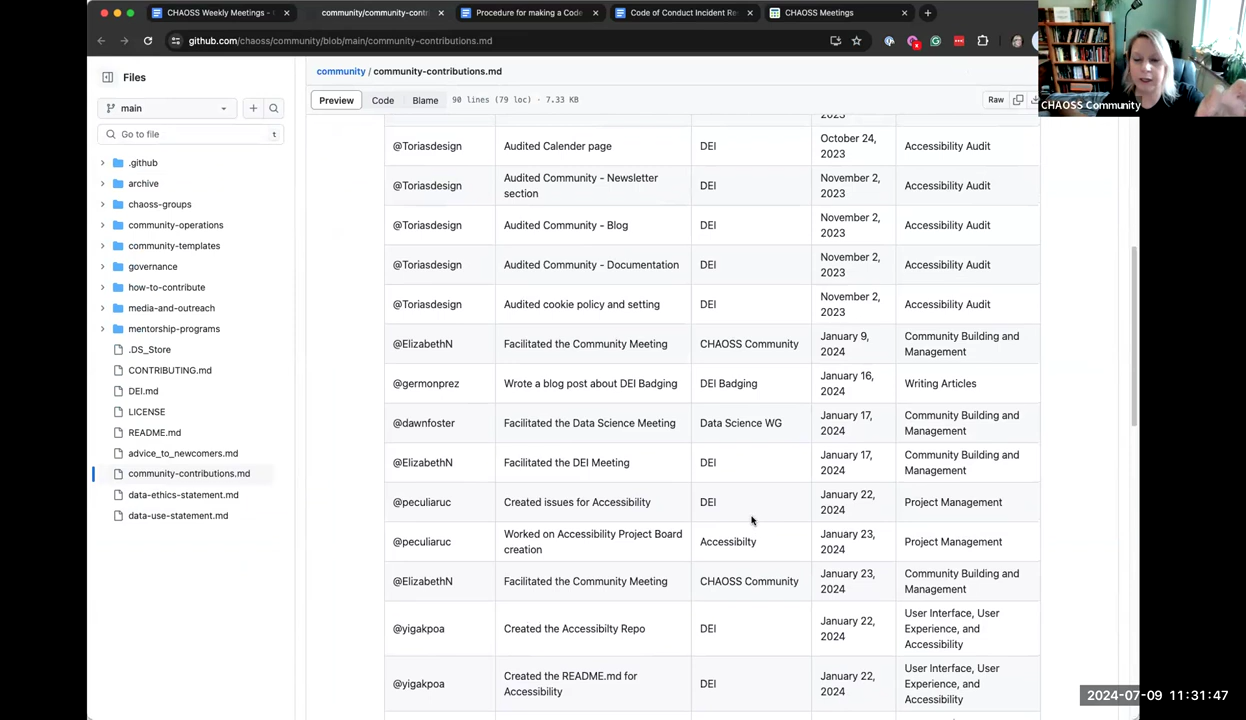 CHAOSS Weekly Meetings -
community/community-contri
Procedure for making a Code
Code of Conduct Incident Re
CHAOSS Meetings
github.com/chaoss/community/blob/main/community-contributions.md
CHAOSS Community
Files
main
Go to file
t
.github
archive
chaoss-groups
community-operations
community-templates
governance
how-to-contribute
media-and-outreach
mentorship-programs
.DS_Store
CONTRIBUTING.md
DEI.md
LICENSE
README.md
advice_to_newcomers.md
community-contributions.md
data-ethics-statement.md
data-use-statement.md
community / community-contributions.md
Preview
Code
Blame
90 lines (79 loc) · 7.33 KB
Raw
2023
@Toriasdesign
Audited Calender page
DEI
October 24,
2023
Accessibility Audit
@Toriasdesign
Audited Community - Newsletter
section
DEI
November 2,
2023
Accessibility Audit
@Toriasdesign
Audited Community - Blog
DEI
November 2,
2023
Accessibility Audit
@Toriasdesign
Audited Community - Documentation
DEI
November 2,
2023
Accessibility Audit
@Toriasdesign
Audited cookie policy and setting
DEI
November 2,
2023
Accessibility Audit
@ElizabethN
Facilitated the Community Meeting
CHAOSS Community
January 9,
2024
Community Building and
Management
@germonprez
Wrote a blog post about DEI Badging
DEI Badging
January 16,
2024
Writing Articles
@dawnfoster
Facilitated the Data Science Meeting
Data Science WG
January 17,
2024
Community Building and
Management
@ElizabethN
Facilitated the DEI Meeting
DEI
January 17,
2024
Community Building and
Management
@peculiaruc
Created issues for Accessibility
DEI
January 22,
2024
Project Management
@peculiaruc
Worked on Accessibility Project Board
creation
Accessibilty
January 23,
2024
Project Management
@ElizabethN
Facilitated the Community Meeting
CHAOSS Community
January 23,
2024
Community Building and
Management
@yigakpoa
Created the Accessibilty Repo
DEI
January 22,
2024
User Interface, User
Experience, and
Accessibility
@yigakpoa
Created the README.md for
Accessibility
DEI
January 22,
2024
User Interface, User
Experience, and
Accessibility
2024-07-09 11:31:47